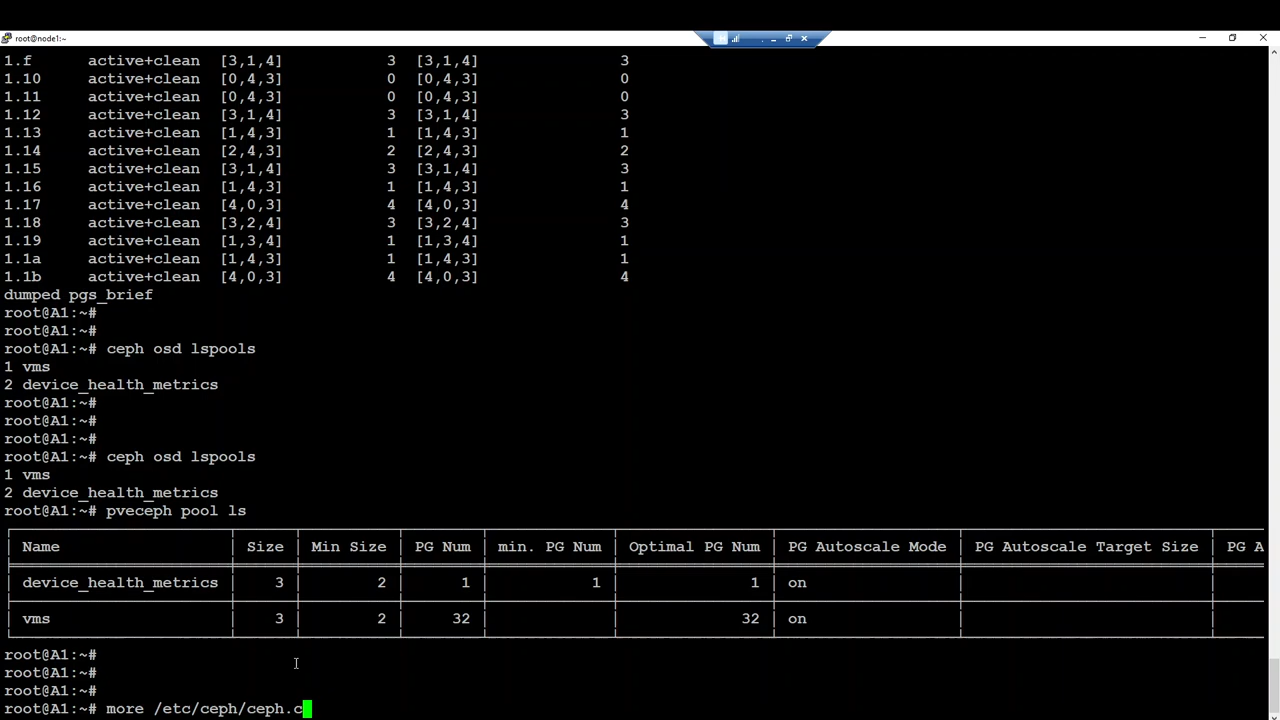 root@node1:~
1.f active+clean [3,1,4] 3 [3,1,4] 3
1.10 active+clean [0,4,3] 0 [0,4,3] 0
1.11 active+clean [0,4,3] 0 [0,4,3] 0
1.12 active+clean [3,1,4] 3 [3,1,4] 3
1.13 active+clean [1,4,3] 1 [1,4,3] 1
1.14 active+clean [2,4,3] 2 [2,4,3] 2
1.15 active+clean [3,1,4] 3 [3,1,4] 3
1.16 active+clean [1,4,3] 1 [1,4,3] 1
1.17 active+clean [4,0,3] 4 [4,0,3] 4
1.18 active+clean [3,2,4] 3 [3,2,4] 3
1.19 active+clean [1,3,4] 1 [1,3,4] 1
1.1a active+clean [1,4,3] 1 [1,4,3] 1
1.1b active+clean [4,0,3] 4 [4,0,3] 4
dumped pgs_brief
root@A1:~#
root@A1:~#
root@A1:~# ceph osd lspools
1 vms
2 device_health_metrics
root@A1:~#
root@A1:~#
root@A1:~#
root@A1:~# ceph osd lspools
1 vms
2 device_health_metrics
root@A1:~# pveceph pool ls
Name Size Min Size PG Num min. PG Num Optimal PG Num PG Autoscale Mode PG Autoscale Target Size PG A
device_health_metrics 3 2 1 1 1 on
vms 3 2 32 32 on
root@A1:~#
root@A1:~#
root@A1:~#
root@A1:~# more /etc/ceph/ceph.c